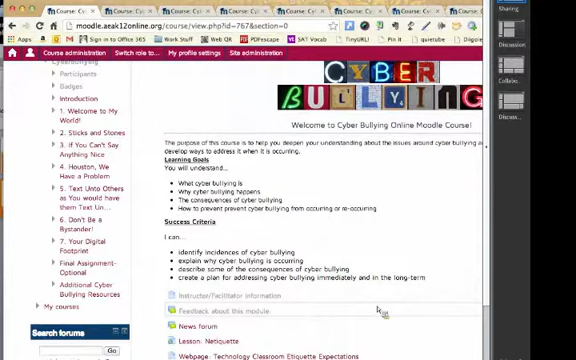 Course: Cy
moodle.aeak12online.org/course/view.php?id=767&section=0
Apps
Bookmarks
Sites
Work Stuff
Web QP
PDFescape
SAT Vocab
TinyURL!
quietube
Course administration
Switch role to...
My profile settings
Site administration
Cyberbullying
Participants
Badges
Introduction
1. Welcome to My
World!
2. Sticks and Stones
3. If You Can't Say
Anything Nice
4. Houston, We
Have a Problem
5. Text Unto Others
as You would have
them Text Un...
6. Don't Be a
Bystander!
7. Your Digital
Footprint
Final Assignment-
Optional
Additional Cyber
Bullying Resources
My courses
Search forums
Go
CYBER
BULLYING
Welcome to Cyber Bullying Online Moodle Course!
The purpose of this course is to help you deepen your understanding about the issues around cyber bullying a
develop ways to address it when it is occurring.
Learning Goals
You will understand...
What cyber bullying is
Why cyber bullying happens
The consequences of cyber bullying
How to prevent prevent cyber bullying from occurring or re-occurring
Success Criteria
I can...
identify incidences of cyber bullying
explain why cyber bullying is occurring
describe some of the consequences of cyber bullying
create a plan for addressing cyber bullying immediately and in the long-term
Instructor/Facilitator Information
Feedback about this module
News forum
Lesson: Netiquette
Webpage: Technology Classroom Etiquette Expectations
Sharing
Discussion
Collabo..
Discuss...